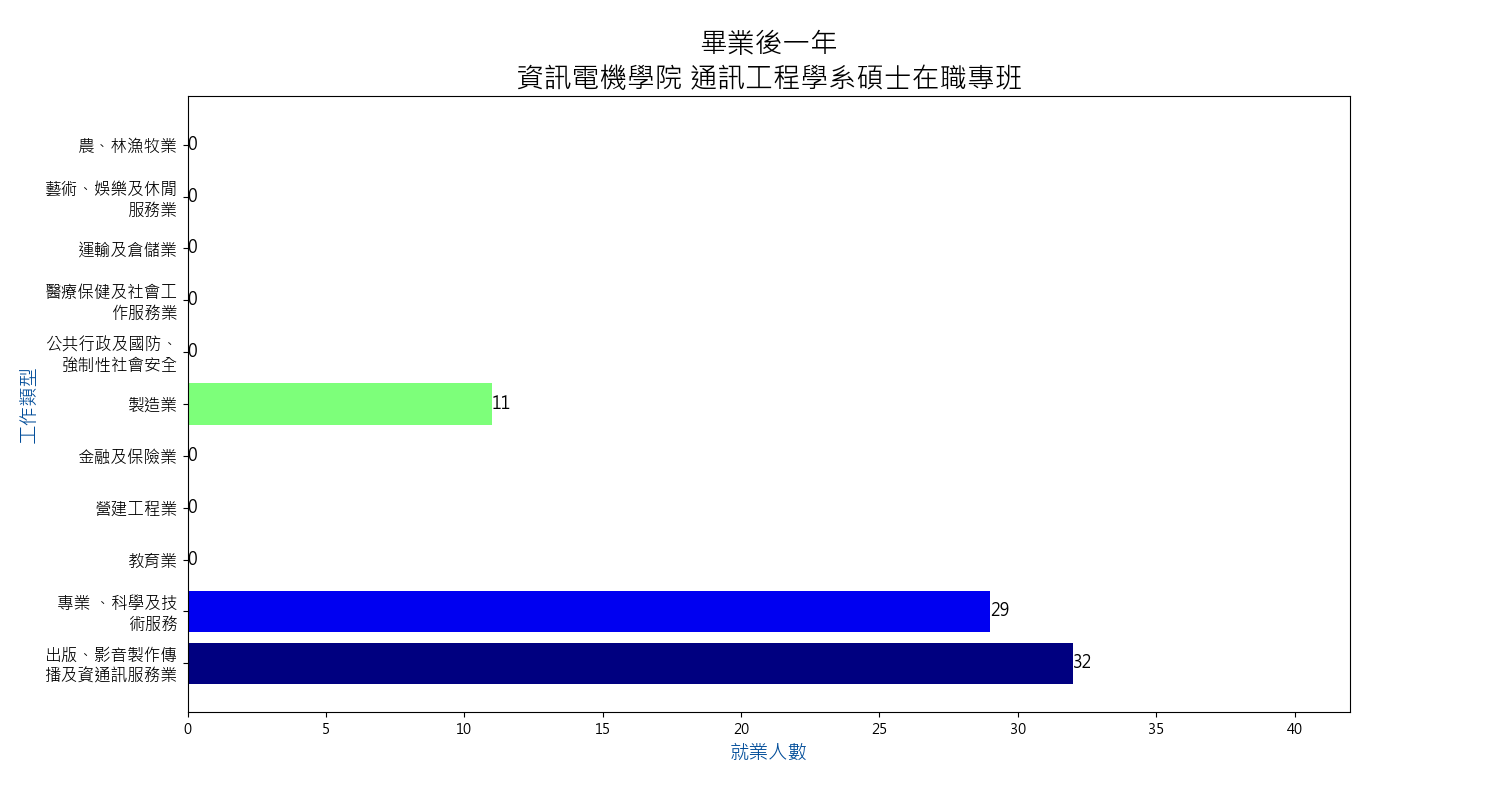 畢業後一年
資訊電機學院 通訊工程學系碩士在職專班
農、林漁牧業
0
藝術、娛樂及休閒
服務業
0
運輸及倉儲業
0
醫療保健及社會工
作服務業
0
公共行政及國防、
強制性社會安全
0
製造業
11
金融及保險業
0
營建工程業
0
教育業
0
專業 、科學及技
術服務
29
出版、影音製作傳
播及資通訊服務業
32
工作類型
0 5 10 15 20 25 30 35 40
就業人數